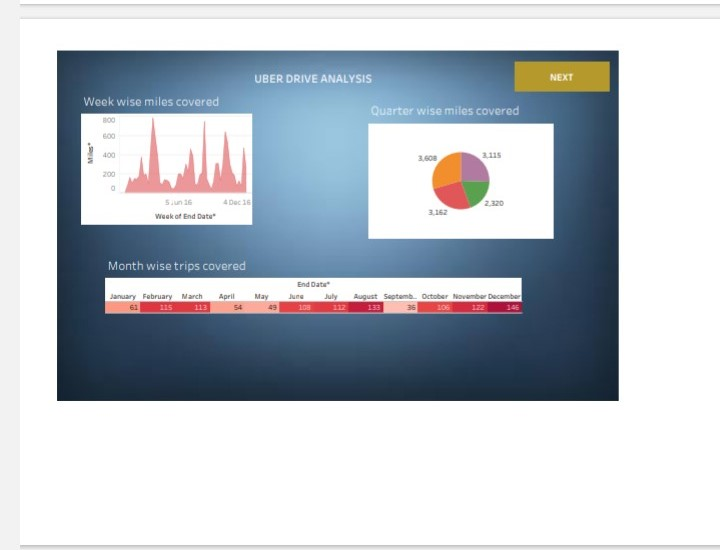 UBER DRIVE ANALYSIS
NEXT
Week wise miles covered
Quarter wise miles covered
800
600
400
200
0
Miles*
5 Jun 16 4 Dec 16
Week of End Date*
3,608
3,115
2,320
3,162
Month wise trips covered
End Date*
January February March April May June July August Septemb.. October November December
61 115 113 54 49 108 112 133 36 106 122 146